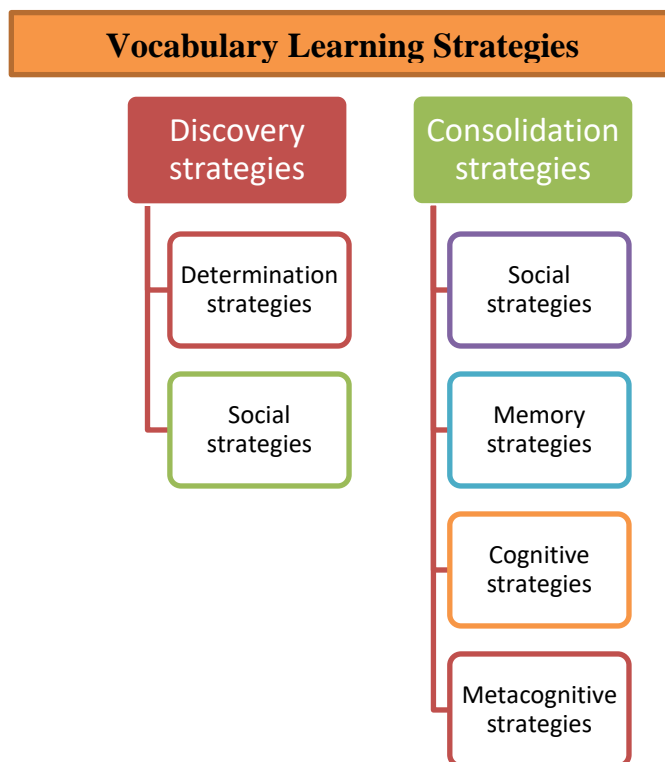 Vocabulary Learning Strategies
Discovery
strategies
Determination
strategies
Social
strategies
Consolidation
strategies
Social
strategies
Memory
strategies
Cognitive
strategies
Metacognitive
strategies